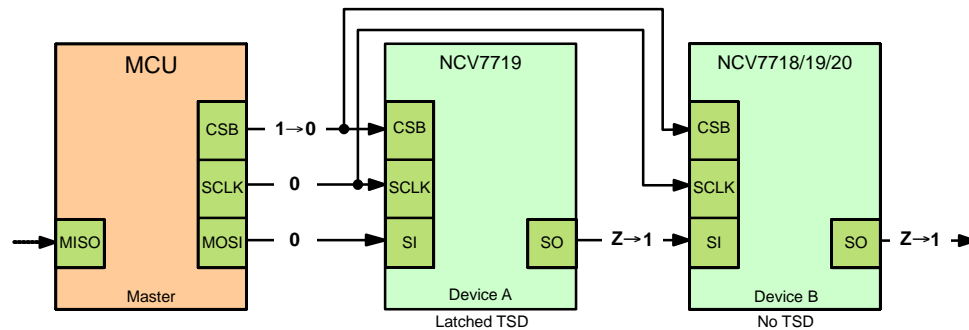 MCU
NCV7719
NCV7718/19/20
CSB
1→0
CSB
CSB
SCLK
0
SCLK
SCLK
MISO
MOSI
0
SI
SO
Z→1
SI
SO
Z→1
Master
Device A
Device B
Latched TSD
No TSD